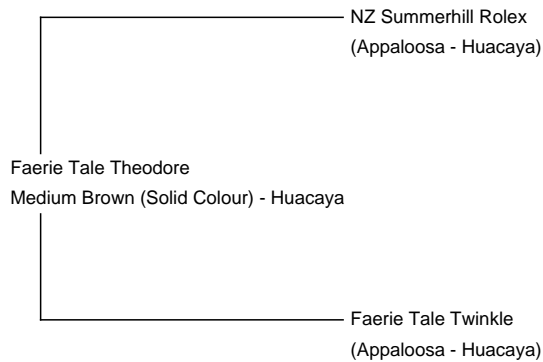 NZ Summerhill Rolex
(Appaloosa - Huacaya)
Faerie Tale Theodore
Medium Brown (Solid Colour) - Huacaya
Faerie Tale Twinkle
(Appaloosa - Huacaya)